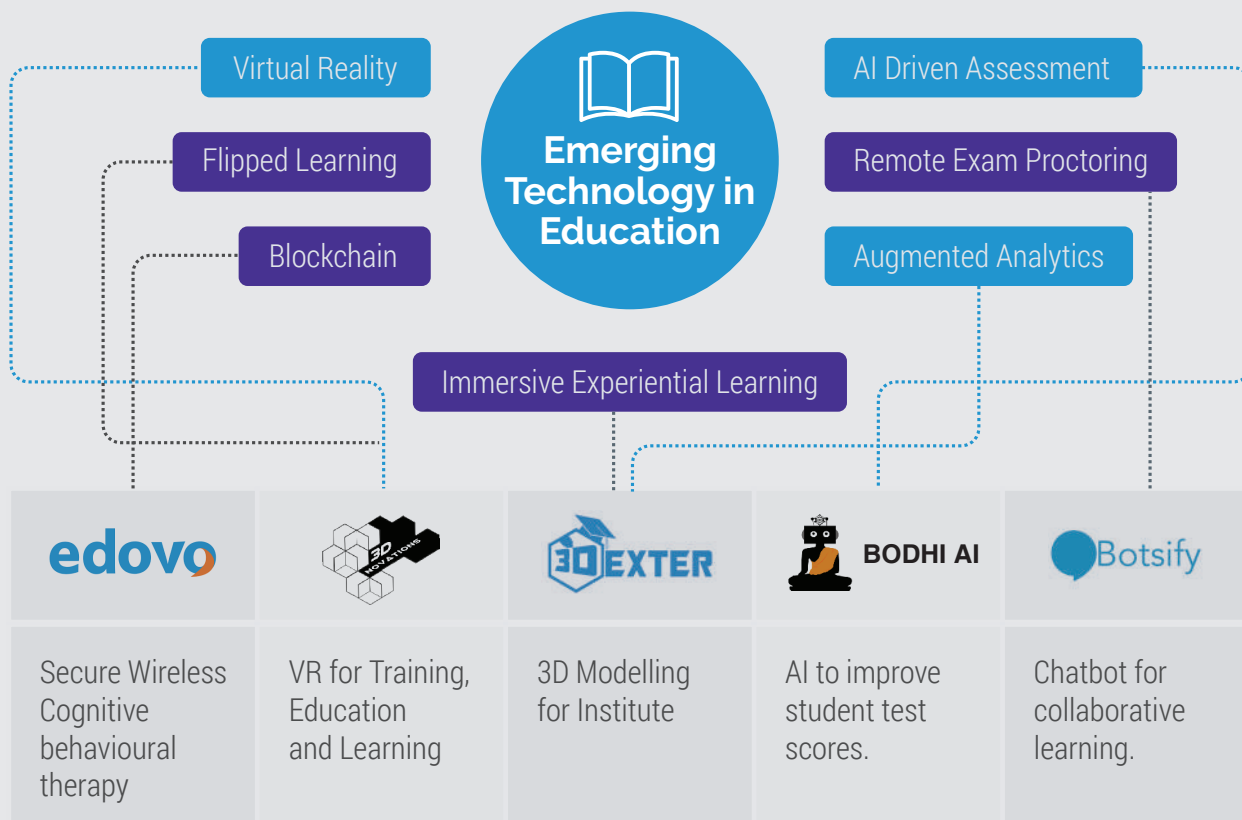 Virtual Reality
AI Driven Assessment
Flipped Learning
Emerging
Technology in
Education
Remote Exam Proctoring
Blockchain
Augmented Analytics
Immersive Experiential Learning
edovo
3D
NOVATIONS
3DEXTER
BODHI AI
Botsify
Secure Wireless
Cognitive
behavioural
therapy
VR for Training,
Education
and Learning
3D Modelling
for Institute
AI to improve
student test
scores.
Chatbot for
collaborative
learning.